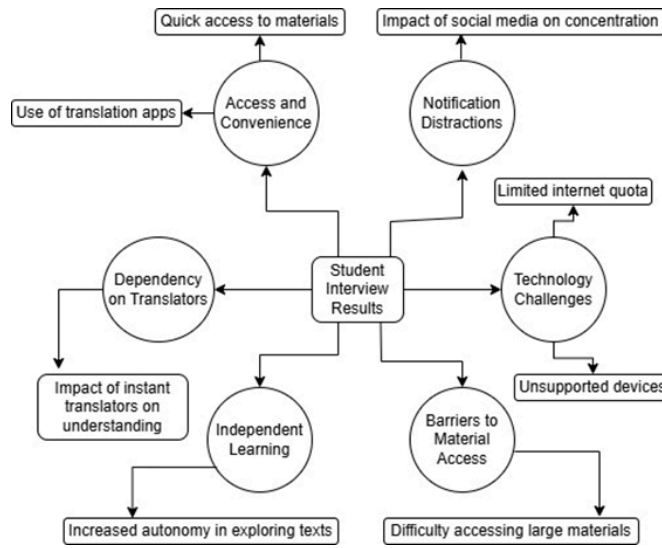 Quick access to materials
Impact of social media on concentration
Access and
Convenience
Notification
Distractions
Use of translation apps
Limited internet quota
Student
Interview
Results
Dependency
on Translators
Technology
Challenges
Impact of instant
translators on
understanding
Unsupported devices
Independent
Learning
Barriers to
Material
Access
Increased autonomy in exploring texts
Difficulty accessing large materials